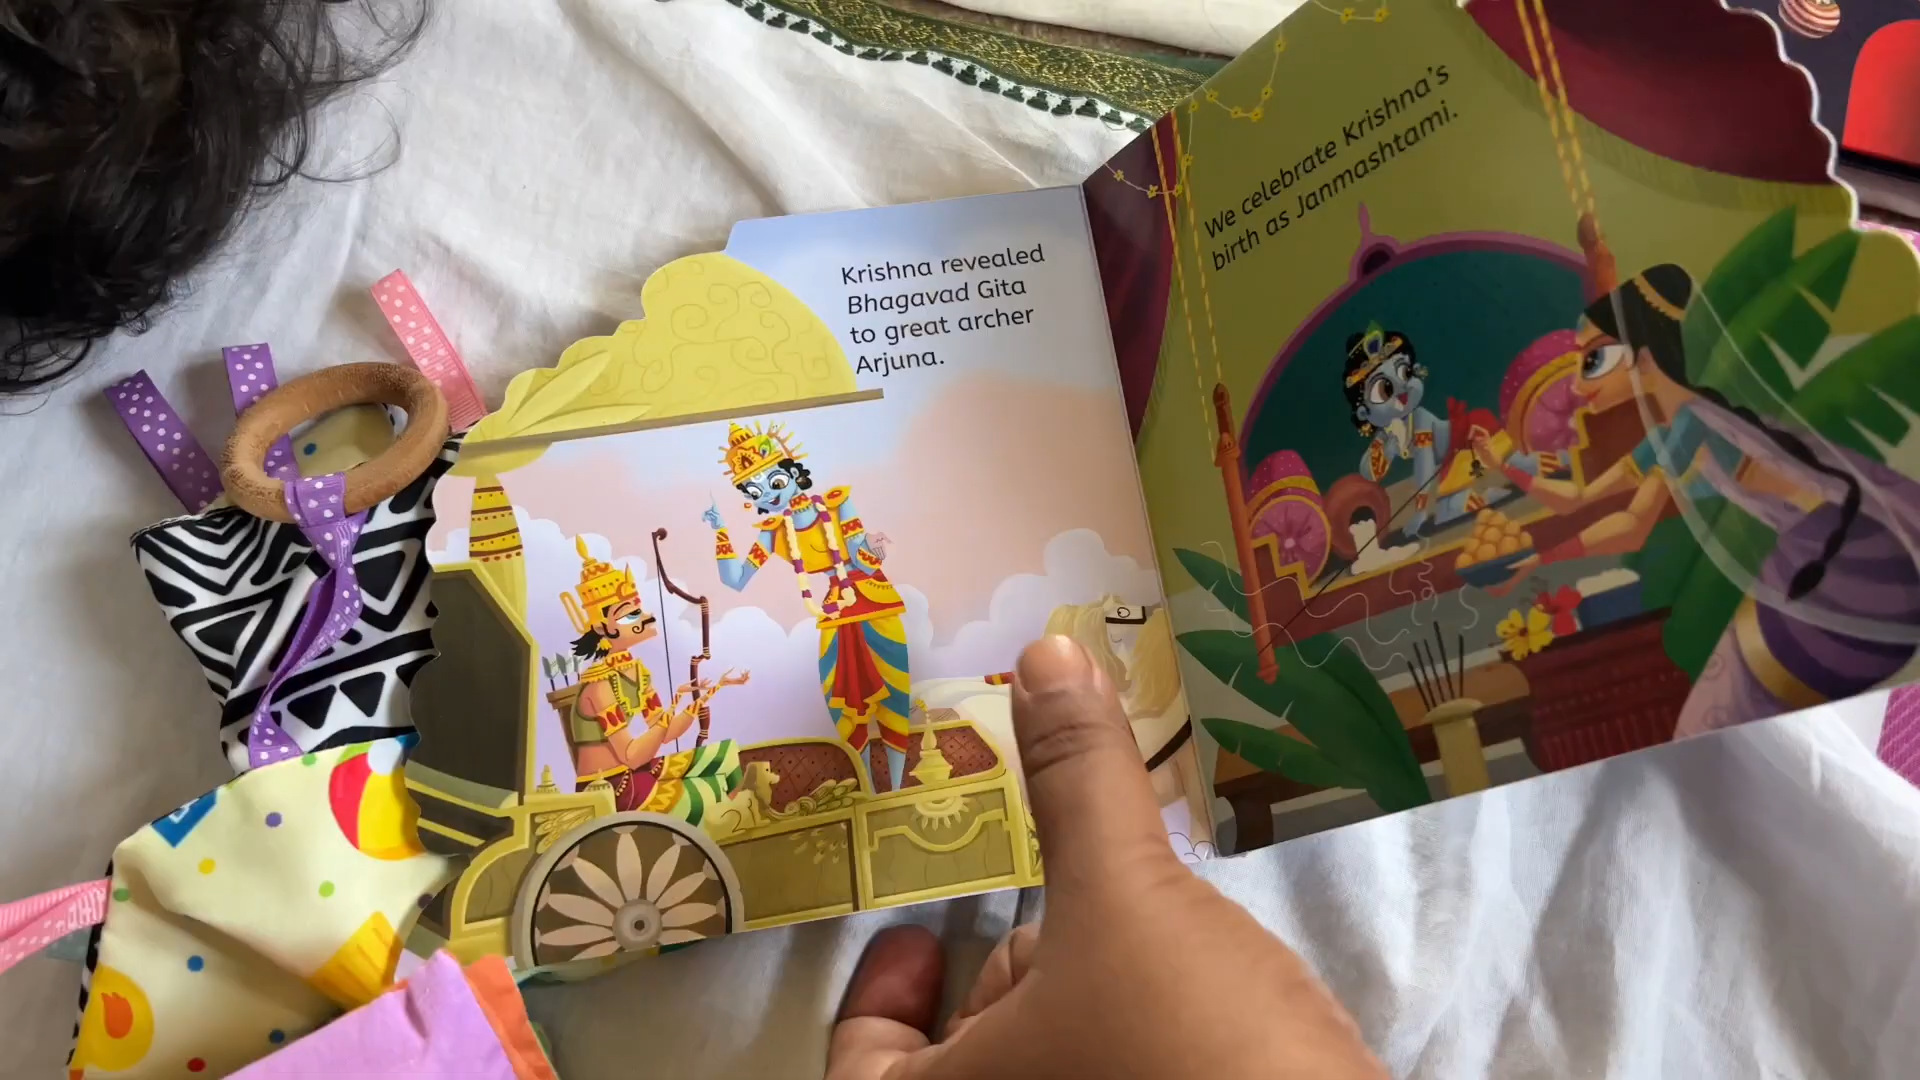 Krishna revealed
Bhagavad Gita
to great archer
Arjuna.
We celebrate Krishna's
birth as Janmashtami.